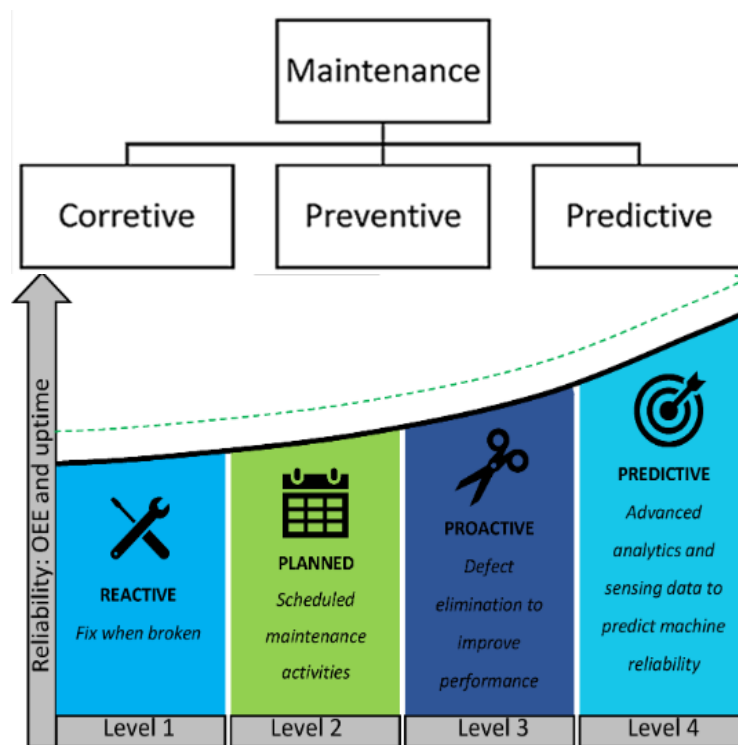 Maintenance
Corretive
Preventive
Predictive
Reliability: OEE and uptime
REACTIVE
Fix when broken
PLANNED
Scheduled
maintenance
activities
PROACTIVE
Defect
elimination to
improve
performance
PREDICTIVE
Advanced
analytics and
sensing data to
predict machine
reliability
Level 1
Level 2
Level 3
Level 4